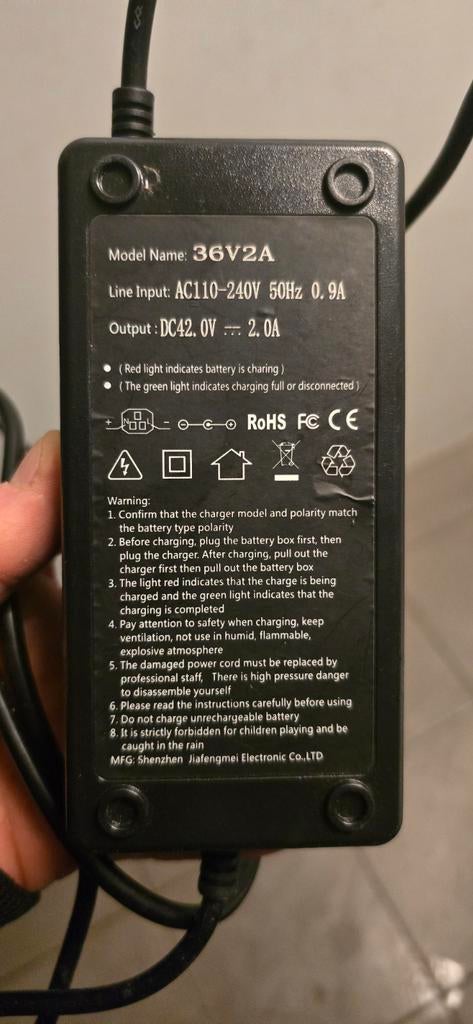 Model Name: 36V2A
Line Input: AC110-240V 50Hz 0.9A
Output : DC42.0V ⎓ 2.0A
● ( Red light indicates battery is charing )
● ( The green light indicates charging full or disconnected )
+ N L − RoHS FC CE
Warning:
1. Confirm that the charger model and polarity match
the battery type polarity
2. Before charging, plug the battery box first, then
plug the charger. After charging, pull out the
charger first then pull out the battery box
3. The light red indicates that the charge is being
charged and the green light indicates that the
charging is completed
4. Pay attention to safety when charging, keep
ventilation, not use in humid, flammable,
explosive atmosphere
5. The damaged power cord must be replaced by
professional staff, There is high pressure danger
to disassemble yourself
6. Please read the instructions carefully before using
7. Do not charge unrechargeable battery
8. It is strictly forbidden for children playing and be
caught in the rain
MFG: Shenzhen Jiafengmei Electronic Co.,LTD